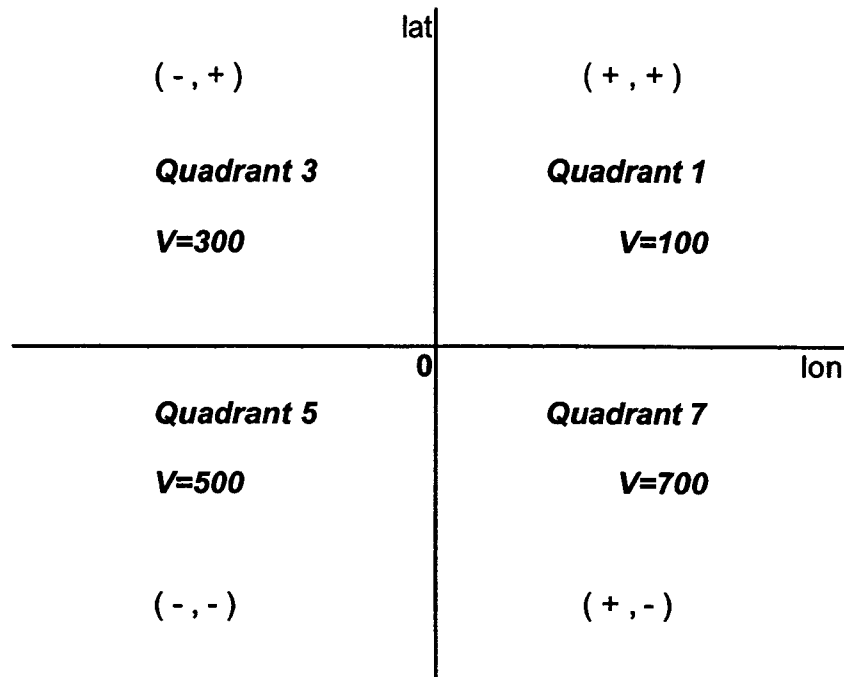 lat
( - , + ) ( + , + )
Quadrant 3 Quadrant 1
V=300 V=100
0 lon
Quadrant 5 Quadrant 7
V=500 V=700
( - , - ) ( + , - )